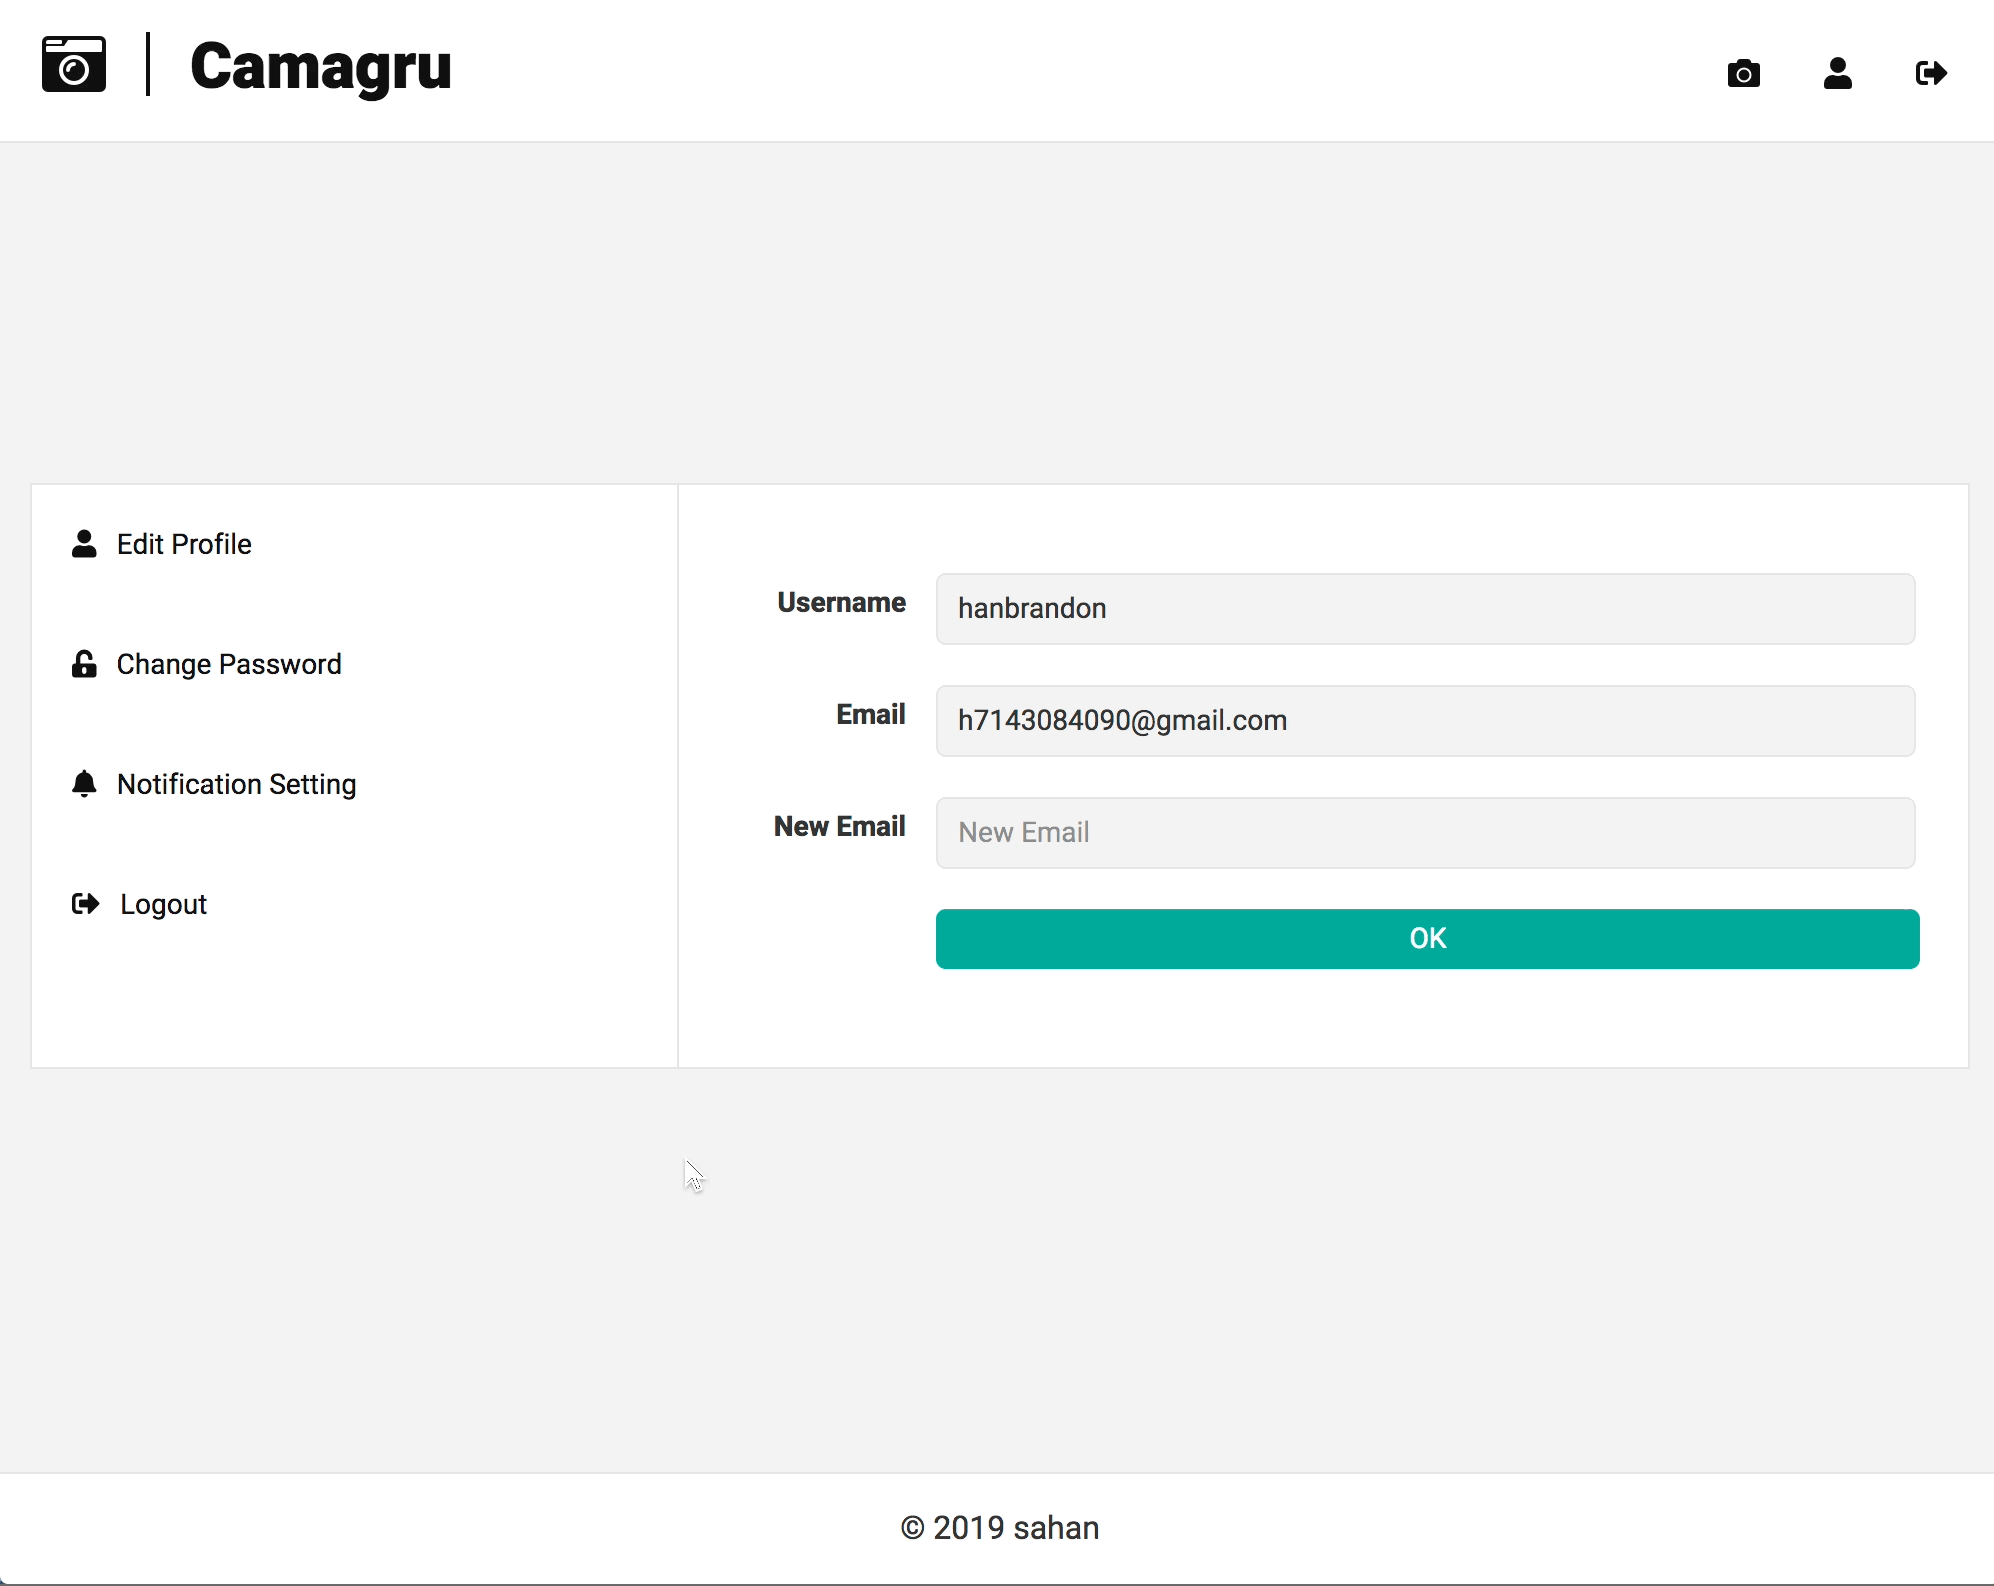 Camagru
Edit Profile
Change Password
Notification Setting
Logout
Username
hanbrandon
Email
h7143084090@gmail.com
New Email
New Email
OK
© 2019 sahan